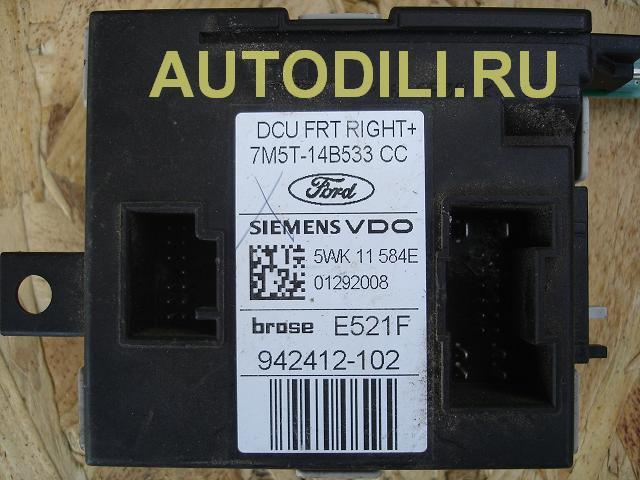 AUTODILI.RU
DCU FRT RIGHT+
7M5T-14B533 CC
Ford
SIEMENS VDO
5WK 11 584E
01292008
brose E521F
942412-102